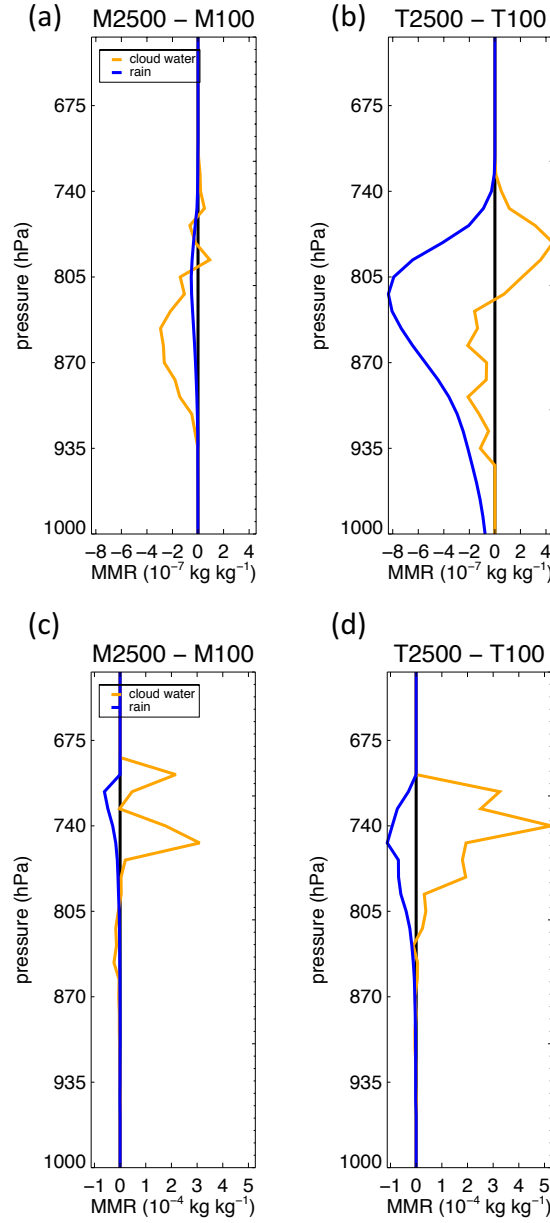 (a) (b)
M2500 − M100 T2500 − T100
cloud water
rain
675 675
740 740
805 805
870 870
935 935
1000 1000
pressure (hPa) pressure (hPa)
−8 −6 −4 −2 0 2 4 −8 −6 −4 −2 0 2 4
MMR (10⁻⁷ kg kg⁻¹) MMR (10⁻⁷ kg kg⁻¹)
(c) (d)
M2500 − M100 T2500 − T100
cloud water
rain
675 675
740 740
805 805
870 870
935 935
1000 1000
pressure (hPa) pressure (hPa)
−1 0 1 2 3 4 5 −1 0 1 2 3 4 5
MMR (10⁻⁴ kg kg⁻¹) MMR (10⁻⁴ kg kg⁻¹)